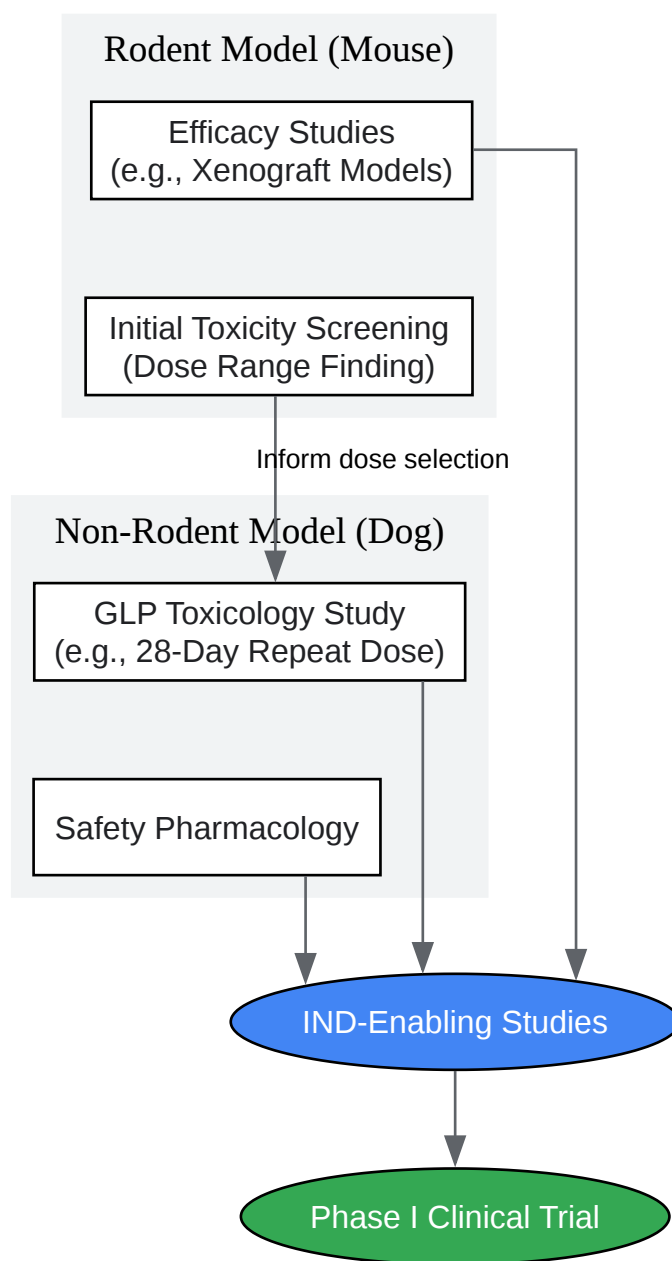 Rodent Model (Mouse)
Efficacy Studies
(e.g., Xenograft Models)
Initial Toxicity Screening
(Dose Range Finding)
Inform dose selection
Non-Rodent Model (Dog)
GLP Toxicology Study
(e.g., 28-Day Repeat Dose)
Safety Pharmacology
IND-Enabling Studies
Phase I Clinical Trial